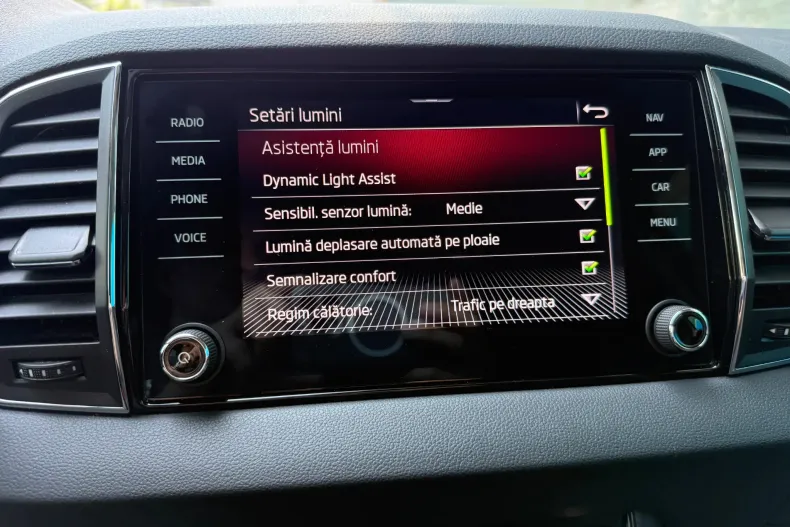 RADIO
MEDIA
PHONE
VOICE
Setări lumini
Asistență lumini
Dynamic Light Assist
Sensibil. senzor lumină: Medie
Lumină deplasare automată pe ploaie
Semnalizare confort
Regim călătorie: Trafic pe dreapta
NAV
APP
CAR
MENU